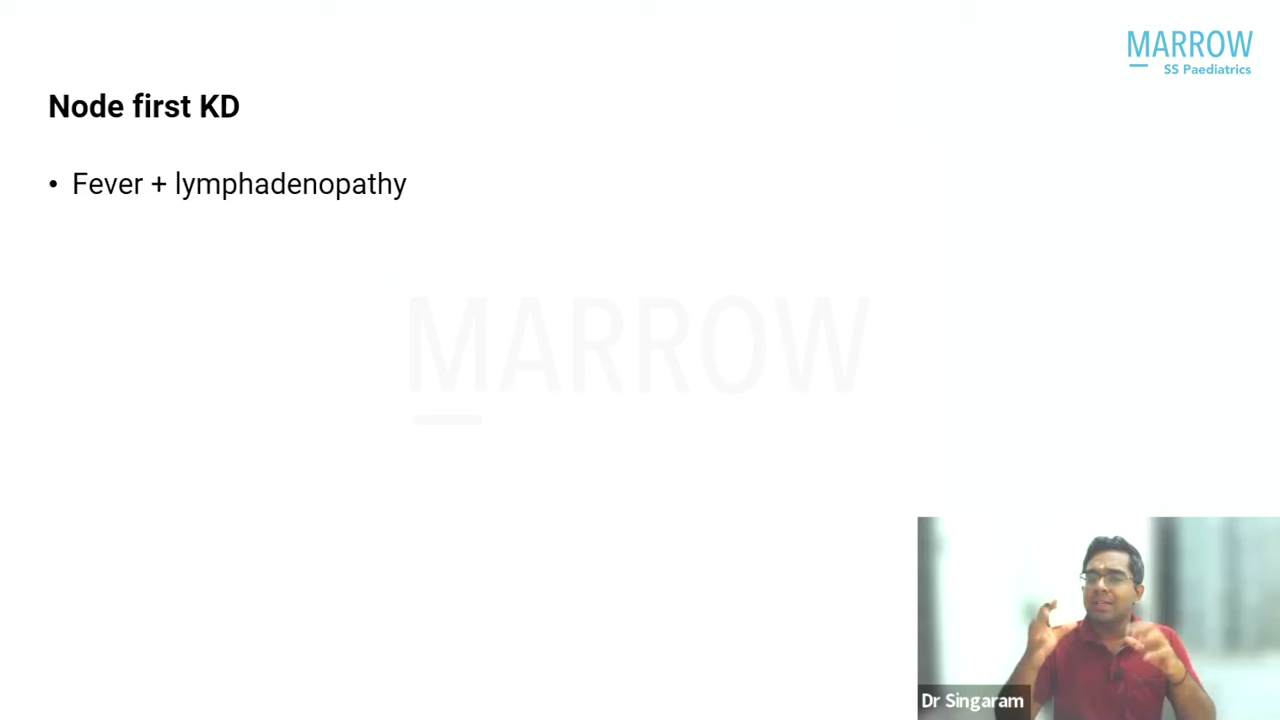 MARROW
SS Paediatrics
Node first KD
• Fever + lymphadenopathy
MARROW
Dr Singaram